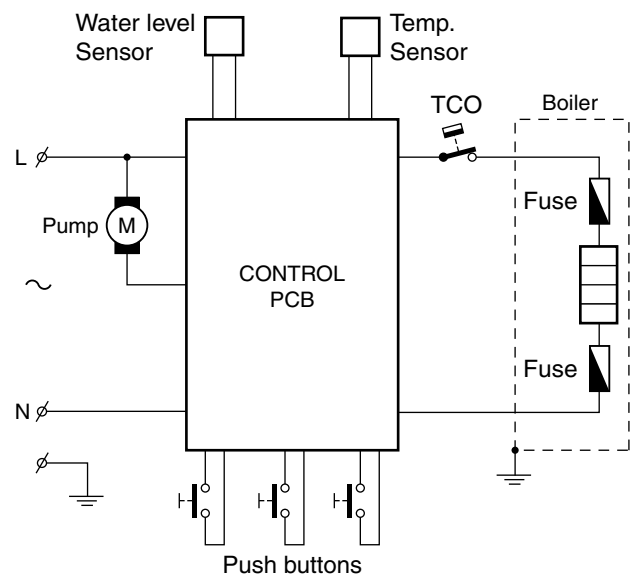 Water level
Sensor
Temp.
Sensor
TCO
Boiler
L
Fuse
Pump
M
CONTROL
PCB
Fuse
N
Push buttons